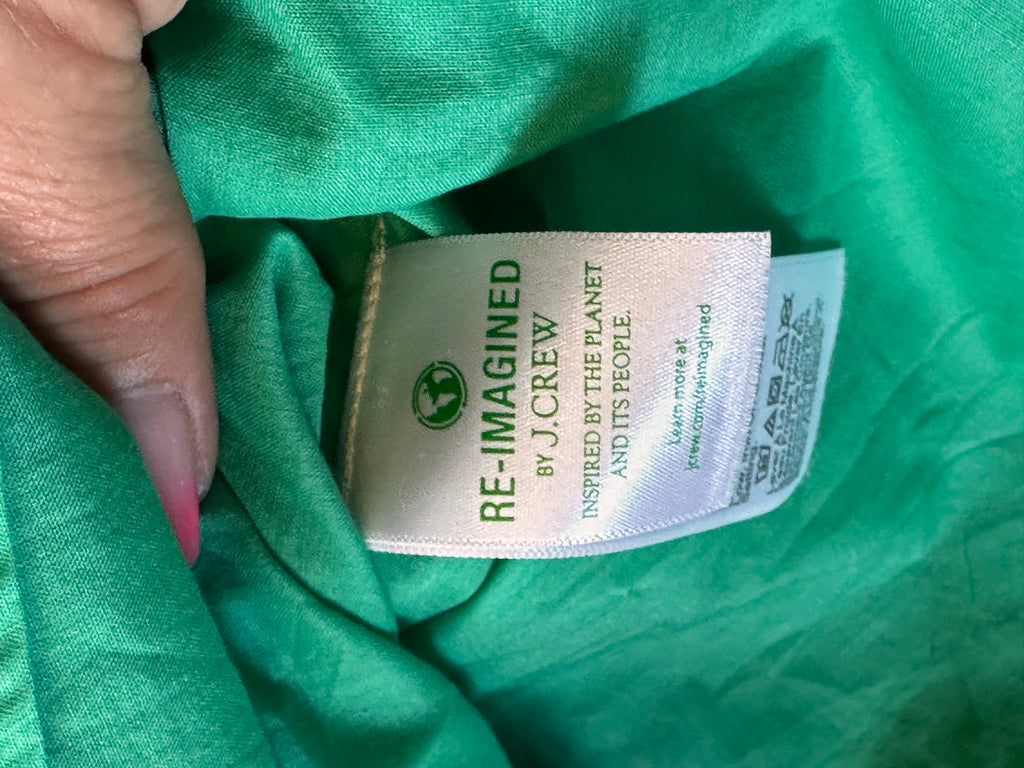 RE-IMAGINED
BY J.CREW
INSPIRED BY THE PLANET
AND ITS PEOPLE.
Learn more at
jcrew.com/reimagined